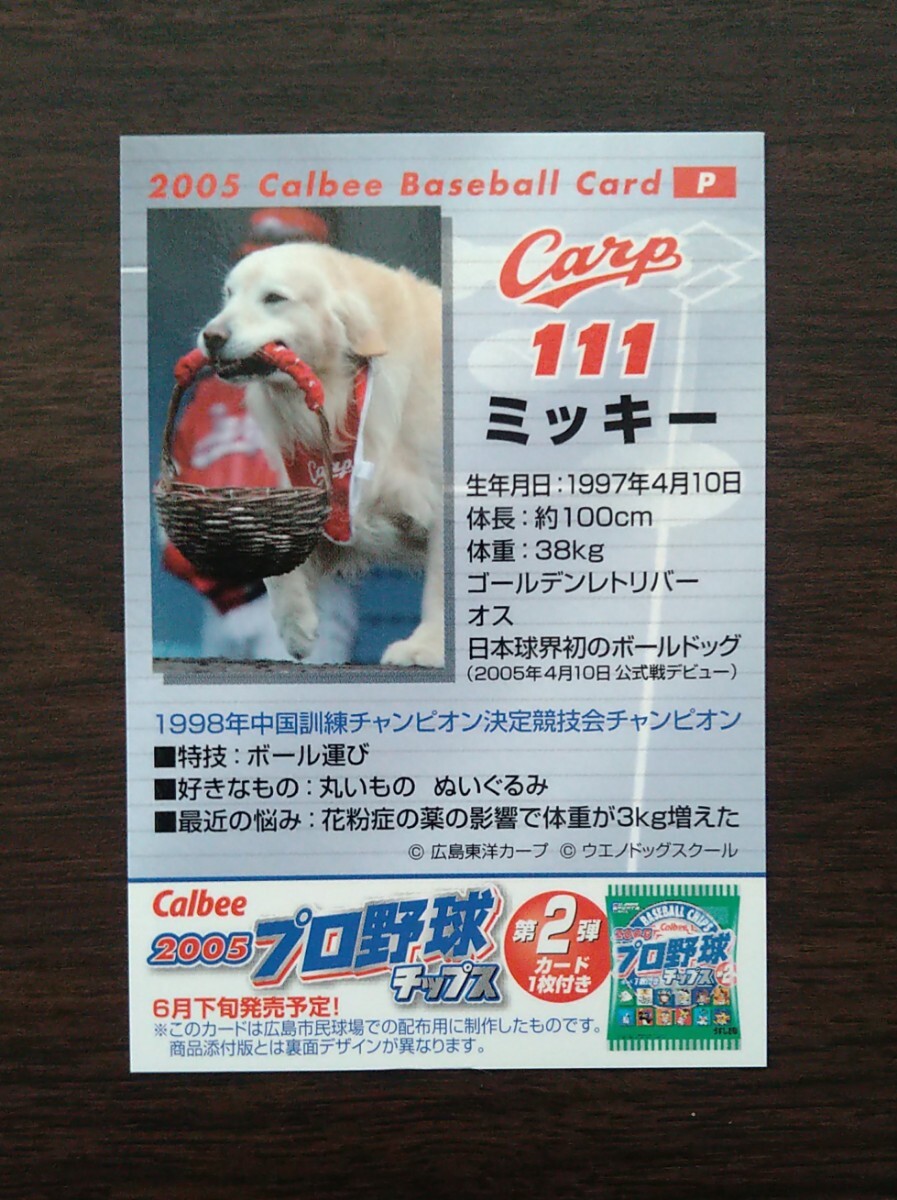 2005 Calbee Baseball Card P
Carp
111
ミッキー
Carp
生年月日：1997年4月10日
体長：約100cm
体重：38kg
ゴールデンレトリバー
オス
日本球界初のボールドッグ
（2005年4月10日 公式戦デビュー）
1998年中国訓練チャンピオン決定競技会チャンピオン
■特技：ボール運び
■好きなもの：丸いもの ぬいぐるみ
■最近の悩み：花粉症の薬の影響で体重が3kg増えた
© 広島東洋カープ © ウエノドッグスクール
Calbee
2005 プロ野球
チップス
第2弾
カード
1枚付き
BASEBALL CHIPS
Calbee
プロ野球
チップス
6月下旬発売予定！
※このカードは広島市民球場での配布用に制作したものです。
商品添付版とは裏面デザインが異なります。